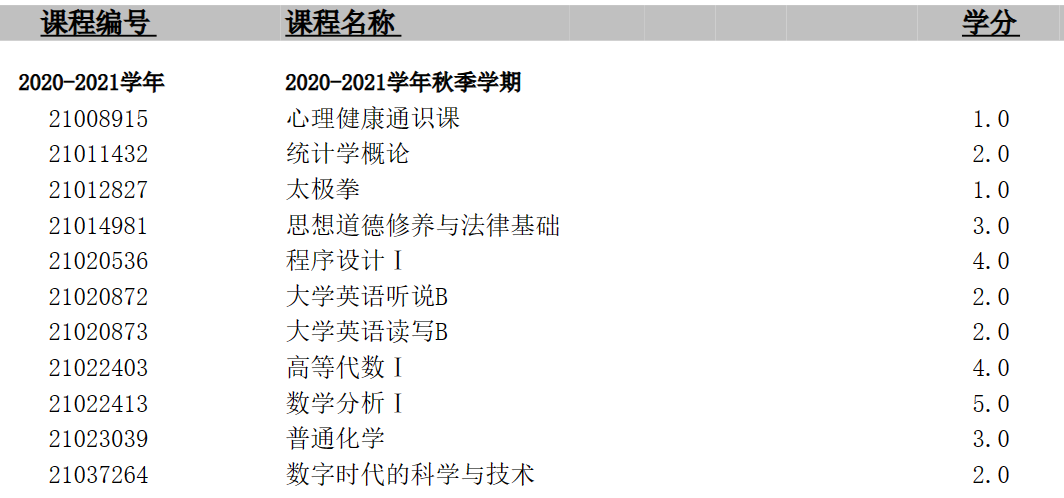 课程编号 课程名称 学分
2020-2021学年 2020-2021学年秋季学期
21008915 心理健康通识课 1.0
21011432 统计学概论 2.0
21012827 太极拳 1.0
21014981 思想道德修养与法律基础 3.0
21020536 程序设计Ⅰ 4.0
21020872 大学英语听说B 2.0
21020873 大学英语读写B 2.0
21022403 高等代数Ⅰ 4.0
21022413 数学分析Ⅰ 5.0
21023039 普通化学 3.0
21037264 数字时代的科学与技术 2.0